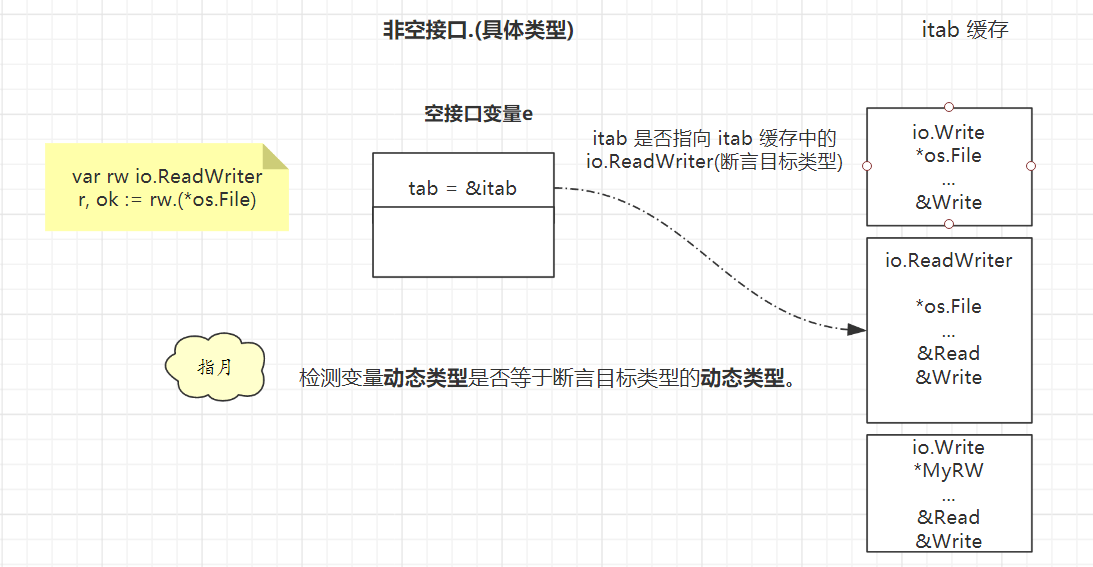 非空接口.(具体类型)
itab 缓存
空接口变量e
var rw io.ReadWriter
r, ok := rw.(*os.File)
tab = &itab
itab 是否指向 itab 缓存中的
io.ReadWriter(断言目标类型)
io.Write
*os.File
...
&Write
io.ReadWriter
*os.File
...
&Read
&Write
指月
检测变量动态类型是否等于断言目标类型的动态类型。
io.Write
*MyRW
...
&Read
&Write